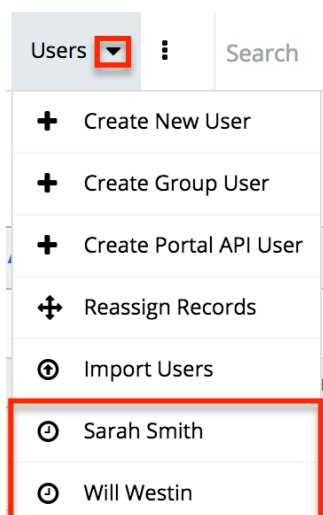 Users Search
Create New User
Create Group User
Create Portal API User
Reassign Records
Import Users
Sarah Smith
Will Westin